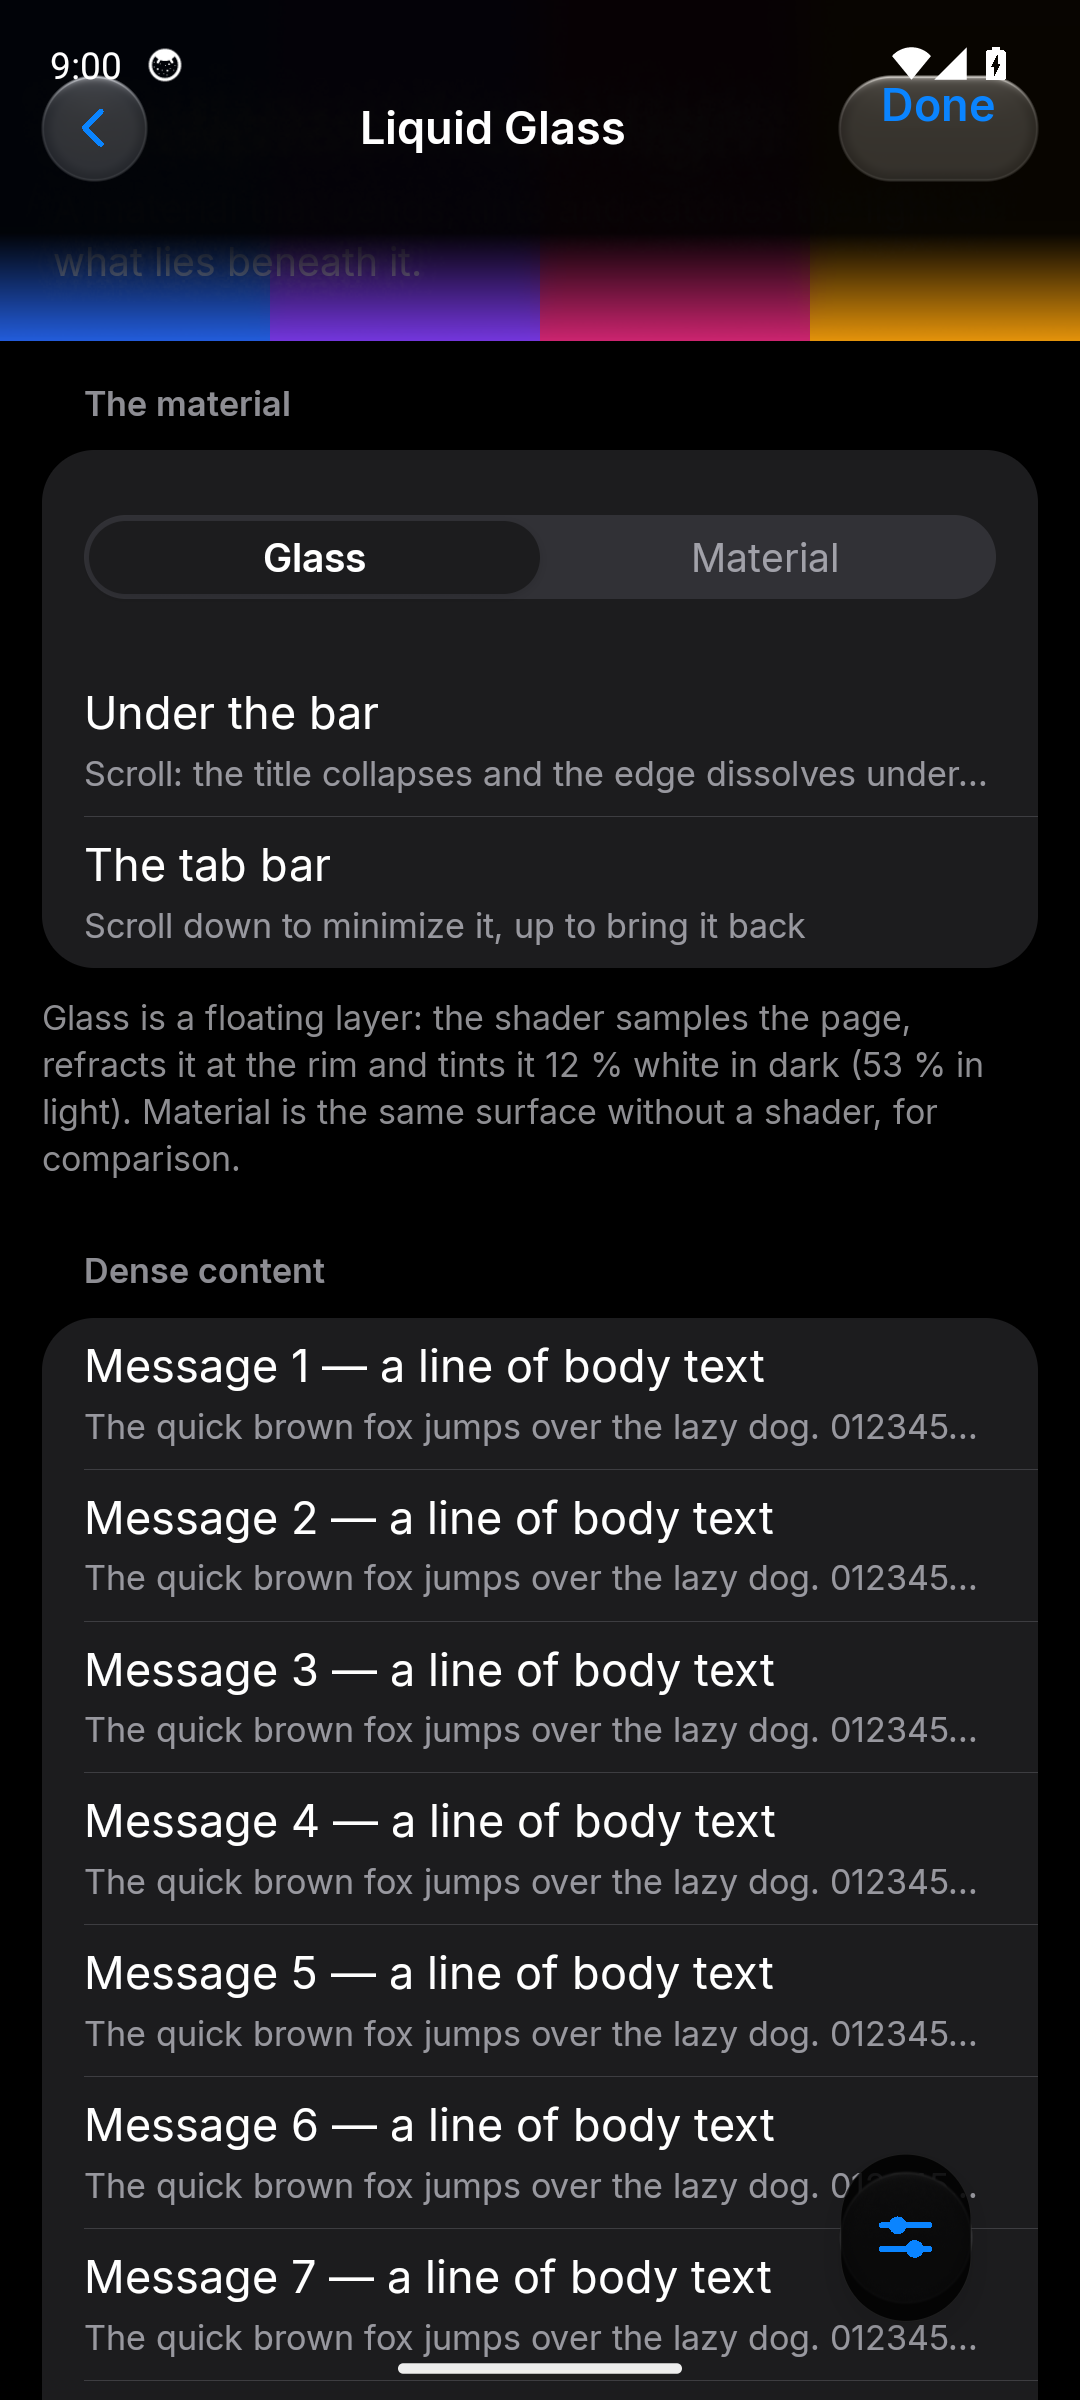 9:00
Liquid Glass
Done
what lies beneath it.
The material
Glass
Material
Under the bar
Scroll: the title collapses and the edge dissolves under...
The tab bar
Scroll down to minimize it, up to bring it back
Glass is a floating layer: the shader samples the page,
refracts it at the rim and tints it 12 % white in dark (53 % in
light). Material is the same surface without a shader, for
comparison.
Dense content
Message 1 — a line of body text
The quick brown fox jumps over the lazy dog. 012345...
Message 2 — a line of body text
The quick brown fox jumps over the lazy dog. 012345...
Message 3 — a line of body text
The quick brown fox jumps over the lazy dog. 012345...
Message 4 — a line of body text
The quick brown fox jumps over the lazy dog. 012345...
Message 5 — a line of body text
The quick brown fox jumps over the lazy dog. 012345...
Message 6 — a line of body text
The quick brown fox jumps over the lazy dog.
Message 7 — a line of body text
The quick brown fox jumps over the lazy dog. 012345...